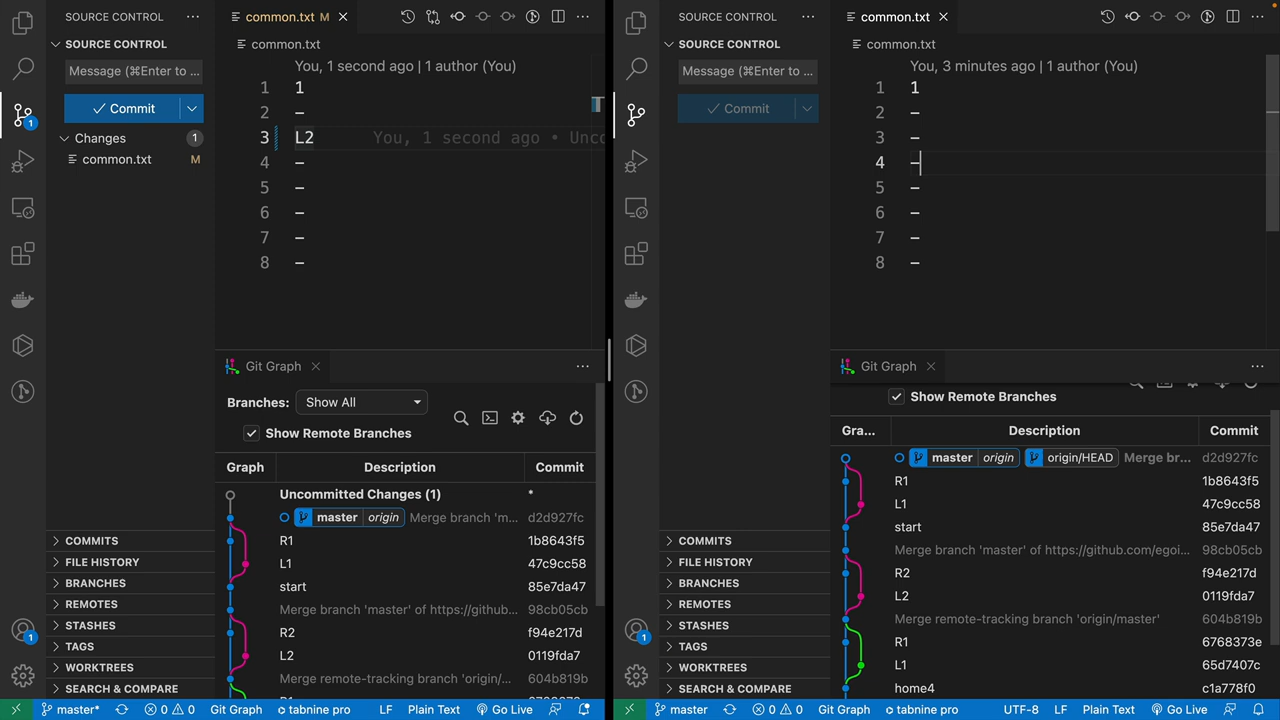 SOURCE CONTROL ···
SOURCE CONTROL
Message (⌘Enter to ...
Commit
1
Changes 1
common.txt M
COMMITS
FILE HISTORY
BRANCHES
REMOTES
STASHES
TAGS
WORKTREES
SEARCH & COMPARE
1
common.txt M
common.txt
You, 1 second ago | 1 author (You)
1 1
2 -
3 L2 You, 1 second ago • Unco
4 -
5 -
6 -
7 -
8 -
Git Graph
Branches: Show All
Show Remote Branches
Graph Description Commit
Uncommitted Changes (1) *
master origin Merge branch 'm... d2d927fc
R1 1b8643f5
L1 47c9cc58
start 85e7da47
Merge branch 'master' of https://github... 98cb05cb
R2 f94e217d
L2 0119fda7
Merge remote-tracking branch 'origin/... 604b819b
master* 0 0 Git Graph tabnine pro LF Plain Text Go Live
SOURCE CONTROL ···
SOURCE CONTROL
Message (⌘Enter to ...
Commit
COMMITS
FILE HISTORY
BRANCHES
REMOTES
STASHES
TAGS
WORKTREES
SEARCH & COMPARE
1
common.txt
common.txt
You, 3 minutes ago | 1 author (You)
1 1
2 -
3 -
4 -
5 -
6 -
7 -
8 -
Git Graph
Show Remote Branches
Gra... Description Commit
master origin origin/HEAD Merge br... d2d927fc
R1 1b8643f5
L1 47c9cc58
start 85e7da47
Merge branch 'master' of https://github.com/egoi... 98cb05cb
R2 f94e217d
L2 0119fda7
Merge remote-tracking branch 'origin/master' 604b819b
R1 6768373e
L1 65d7407c
home4 c1a778f0
master 0 0 Git Graph tabnine pro UTF-8 LF Plain Text Go Live